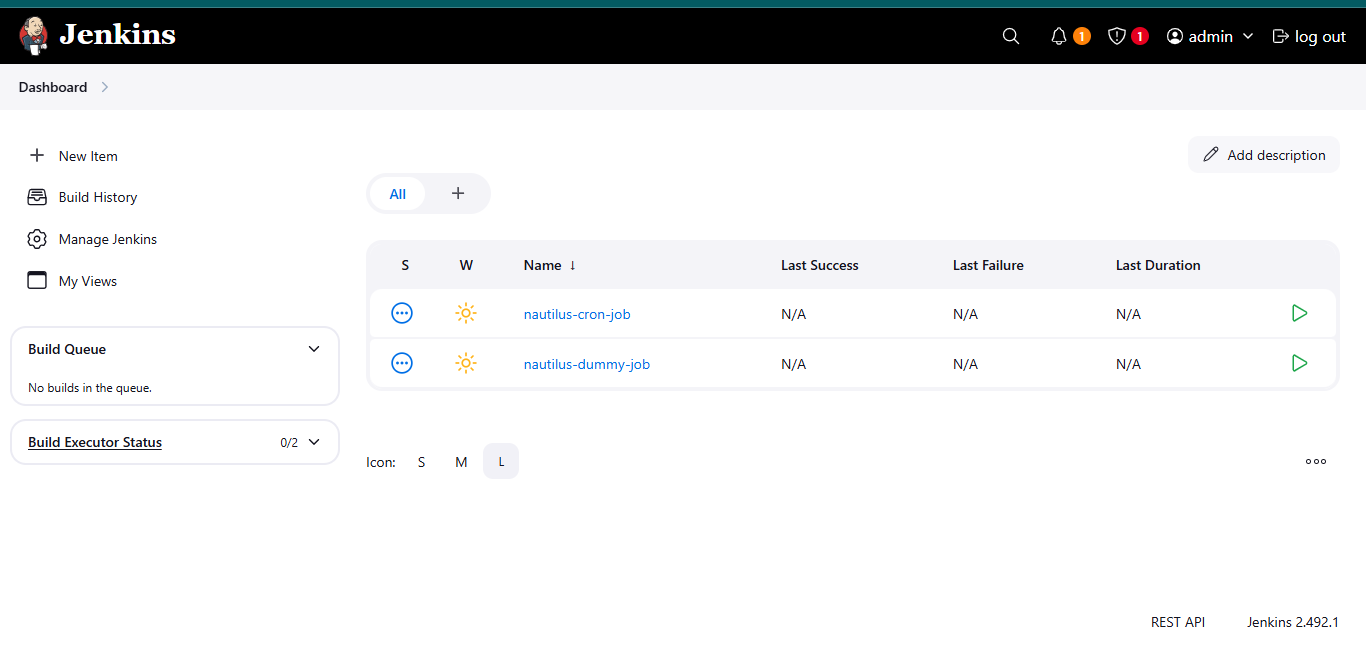 Jenkins
1 1 admin log out
Dashboard
New Item
Build History
Manage Jenkins
My Views
Build Queue
No builds in the queue.
Build Executor Status 0/2
Add description
All +
S W Name ↓ Last Success Last Failure Last Duration
nautilus-cron-job N/A N/A N/A
nautilus-dummy-job N/A N/A N/A
Icon: S M L
REST API Jenkins 2.492.1